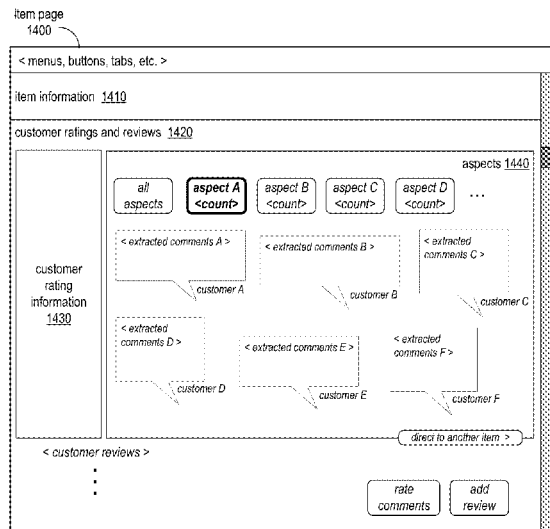 item page
1400
< menus, buttons, tabs, etc. >
item information 1410
customer ratings and reviews 1420
aspects 1440
all
aspects
aspect A
<count>
aspect B
<count>
aspect C
<count>
aspect D
<count>
...
customer
rating
information
1430
< extracted comments A >
customer A
< extracted comments B >
customer B
< extracted
comments C >
customer C
< extracted
comments D >
customer D
< extracted comments E >
customer E
< extracted
comments F >
customer F
direct to another item >
< customer reviews >
rate
comments
add
review